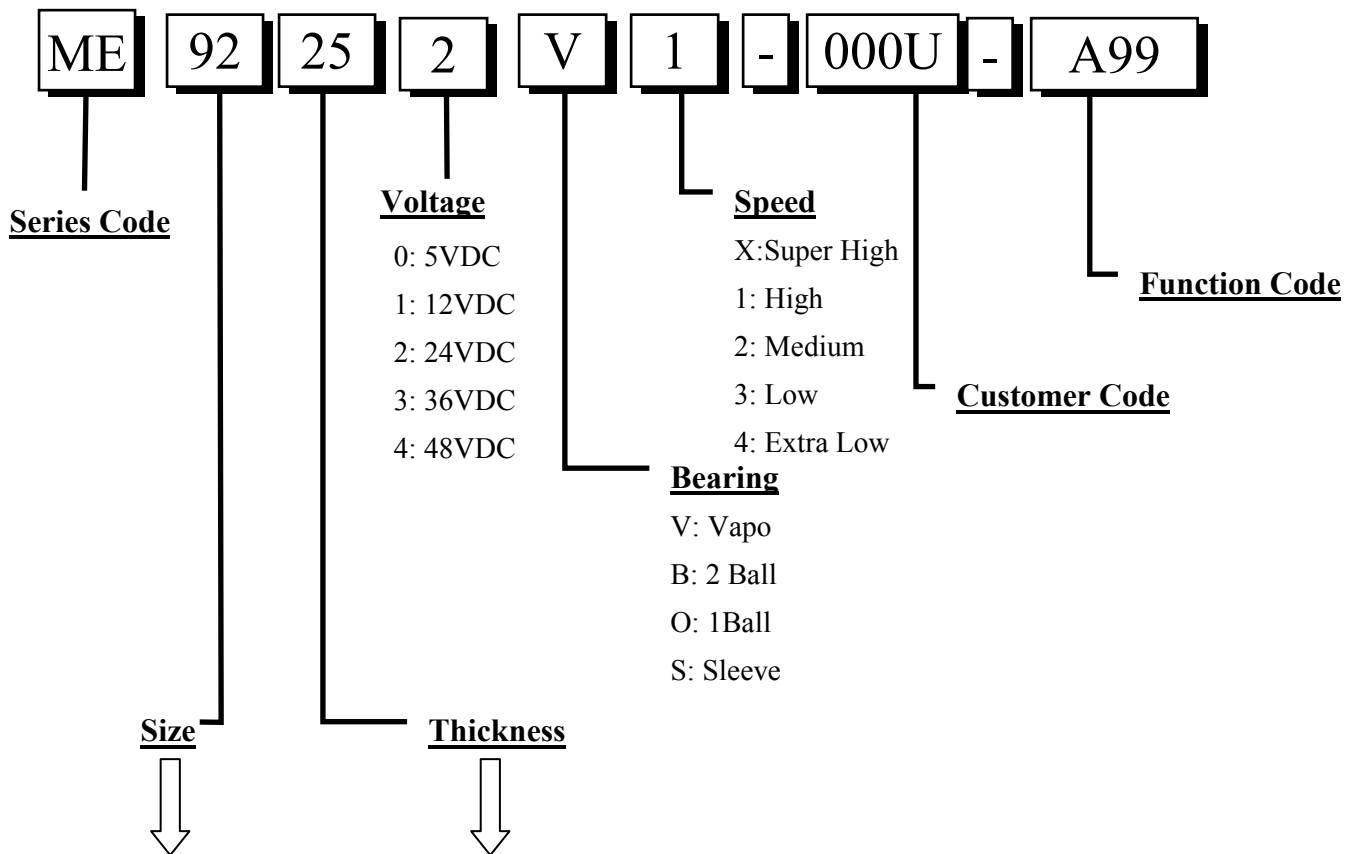 ME 92 25 2 V 1 - 000U - A99
Series Code
Voltage
0: 5VDC
1: 12VDC
2: 24VDC
3: 36VDC
4: 48VDC
Speed
X:Super High
1: High
2: Medium
3: Low
4: Extra Low
Function Code
Customer Code
Bearing
V: Vapo
B: 2 Ball
O: 1Ball
S: Sleeve
Size
Thickness